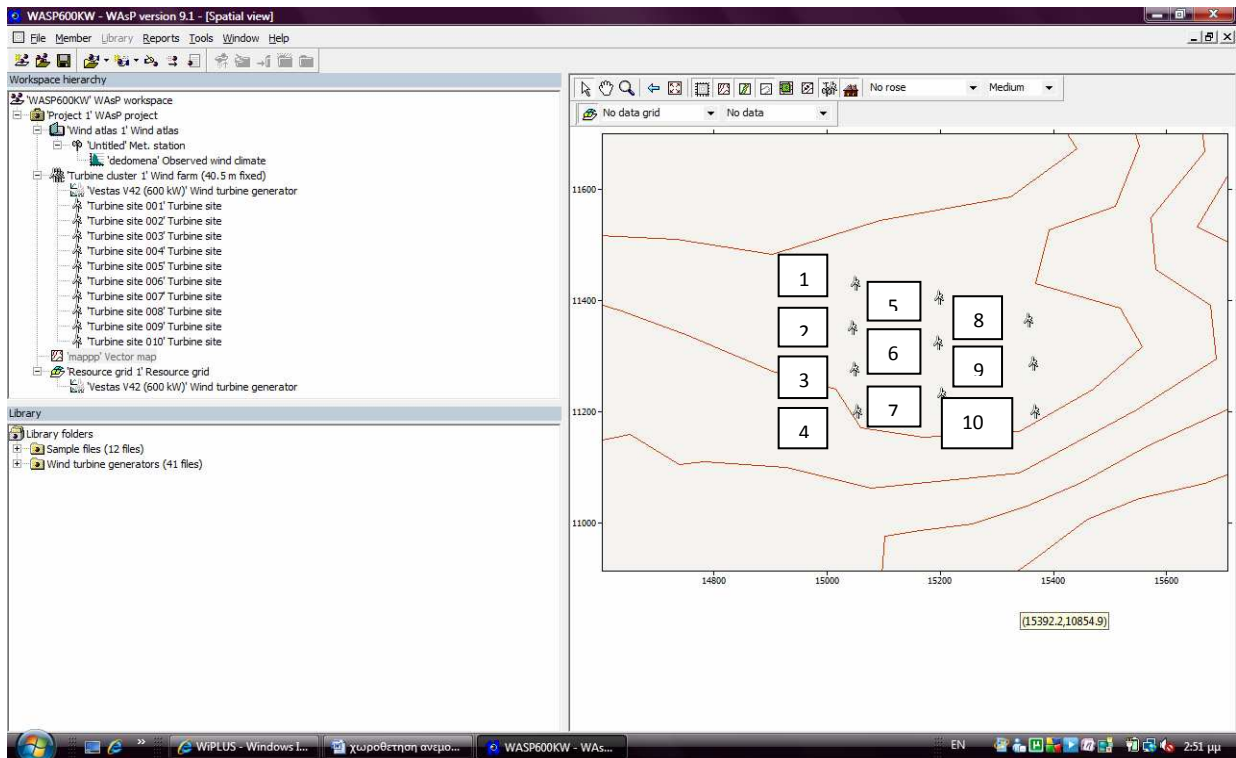 WASP600KW - WAsP version 9.1 - [Spatial view]
File Member Library Reports Tools Window Help
Workspace hierarchy
'WASP600KW' WAsP workspace
'Project 1' WAsP project
'Wind atlas 1' Wind atlas
'Untitled' Met. station
'dedomena' Observed wind climate
'Turbine cluster 1' Wind farm (40.5 m fixed)
'Vestas V42 (600 kW)' Wind turbine generator
'Turbine site 001' Turbine site
'Turbine site 002' Turbine site
'Turbine site 003' Turbine site
'Turbine site 004' Turbine site
'Turbine site 005' Turbine site
'Turbine site 006' Turbine site
'Turbine site 007' Turbine site
'Turbine site 008' Turbine site
'Turbine site 009' Turbine site
'Turbine site 010' Turbine site
'mappp' Vector map
'Resource grid 1' Resource grid
'Vestas V42 (600 kW)' Wind turbine generator
Library
Library folders
Sample files (12 files)
Wind turbine generators (41 files)
No rose Medium
No data grid No data
11600
11400
11200
11000
1
2
3
4
5
6
7
8
9
10
14800 15000 15200 15400 15600
(15392.2,10854.9)
WiPLUS - Windows I...
χωροθετηση ανεμο...
WASP600KW - WAs...
EN
2:51 μμ